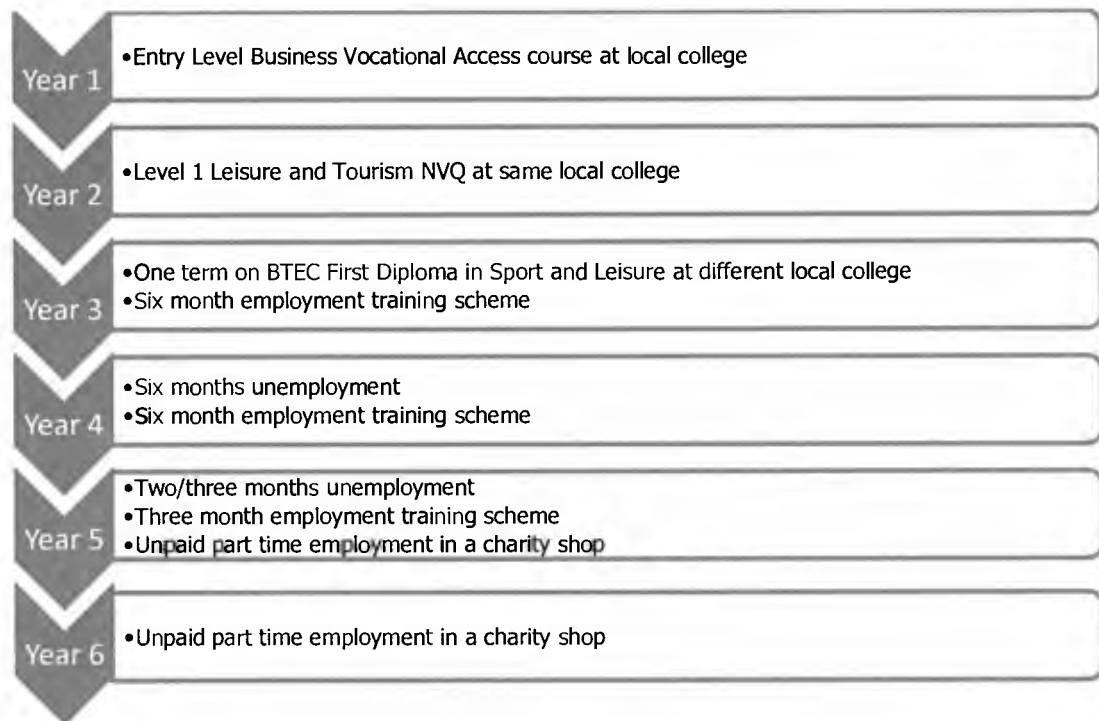 Year 1
•Entry Level Business Vocational Access course at local college
Year 2
•Level 1 Leisure and Tourism NVQ at same local college
Year 3
•One term on BTEC First Diploma in Sport and Leisure at different local college
•Six month employment training scheme
Year 4
•Six months unemployment
•Six month employment training scheme
Year 5
•Two/three months unemployment
•Three month employment training scheme
•Unpaid part time employment in a charity shop
Year 6
•Unpaid part time employment in a charity shop